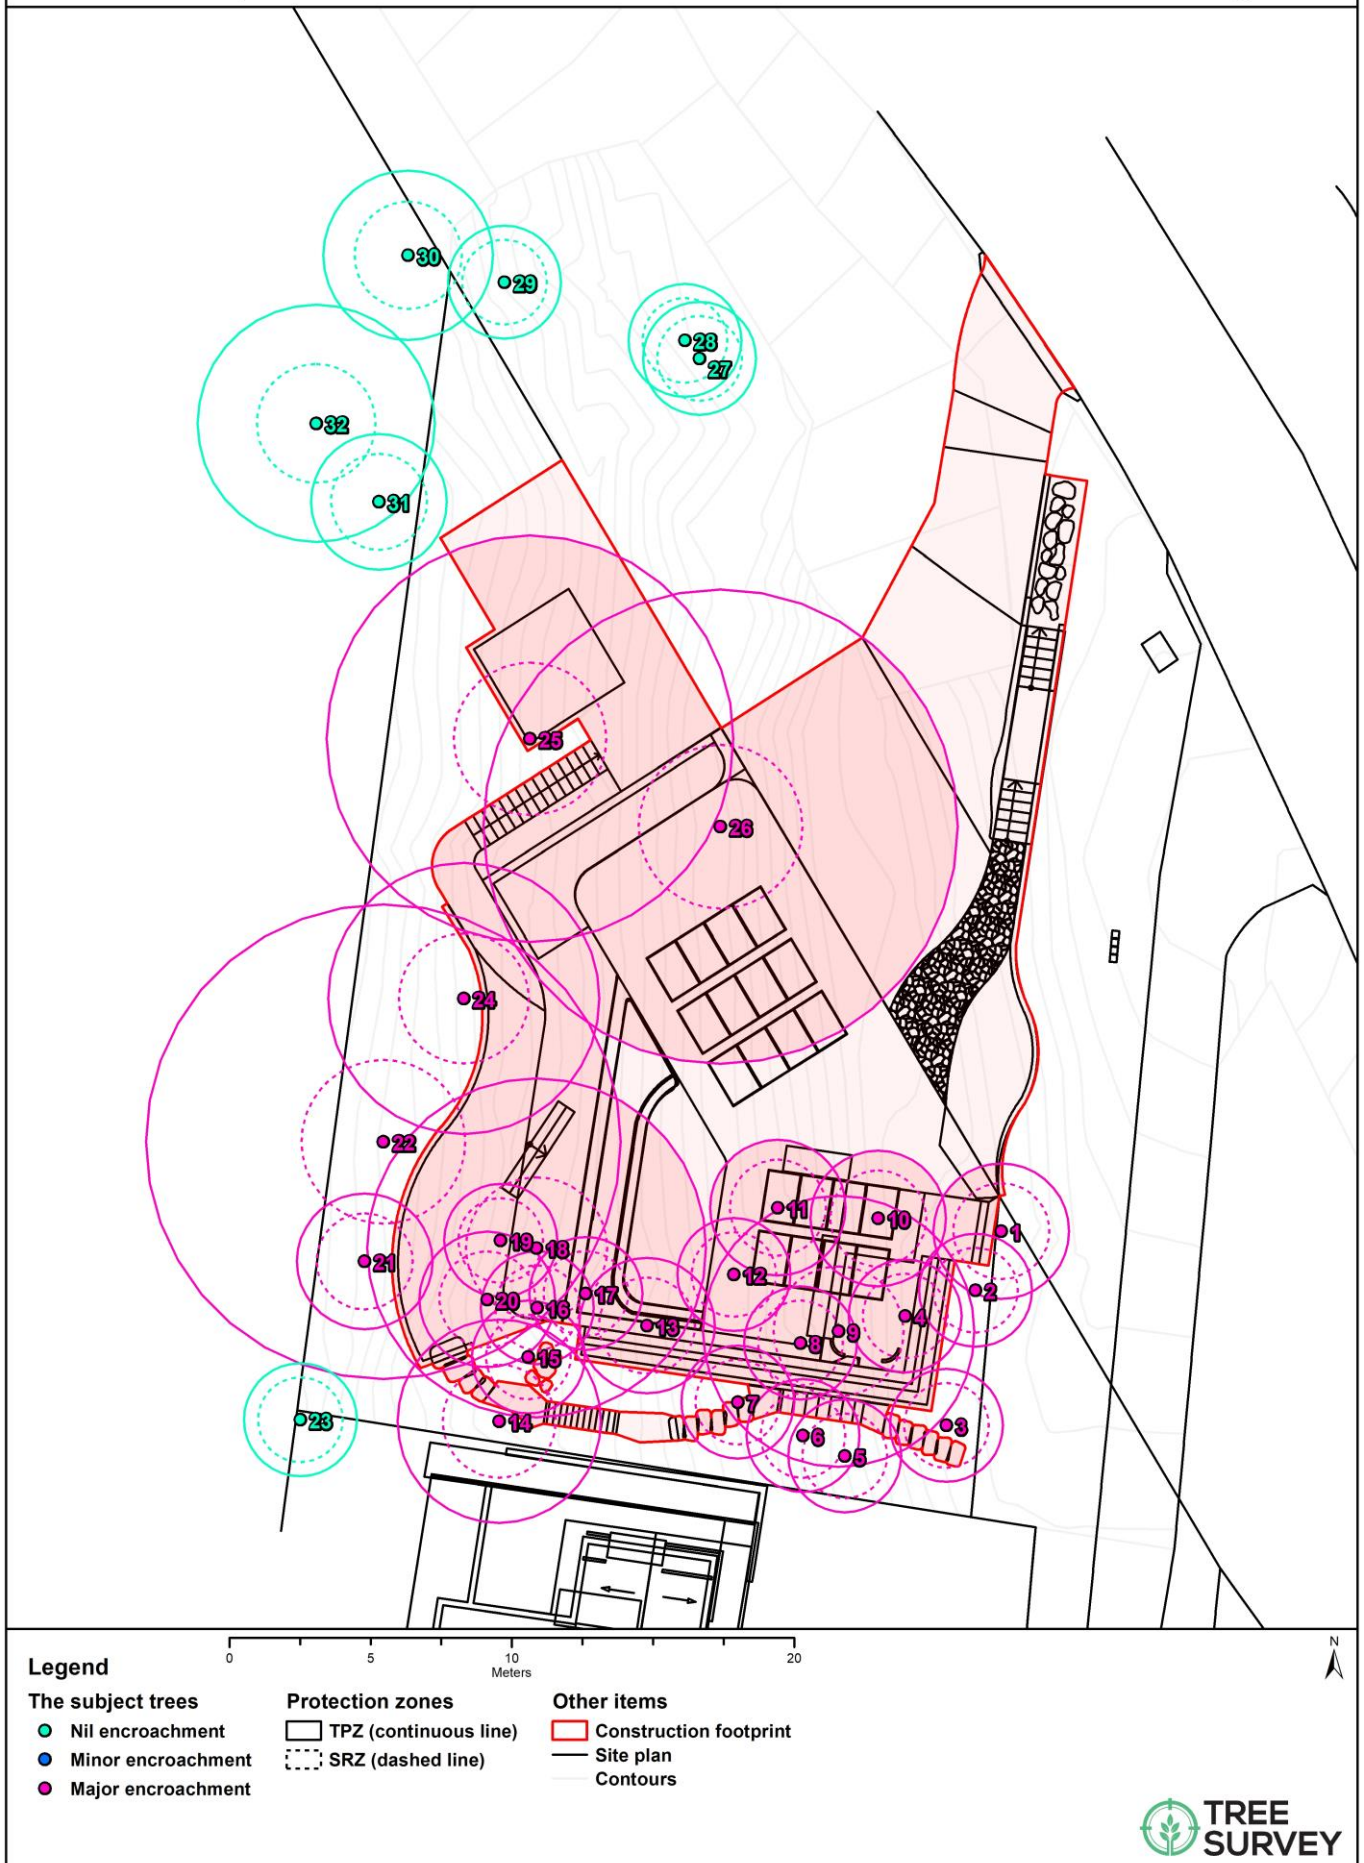 30
29
28
27
32
31
25
26
24
22
11
10
1
19
18
21
12
2
20
16
17
4
13
9
8
15
7
23
14
3
6
5
0 5 10 20
Meters
N
Legend
The subject trees
Nil encroachment
Minor encroachment
Major encroachment
Protection zones
TPZ (continuous line)
SRZ (dashed line)
Other items
Construction footprint
Site plan
Contours
TREE
SURVEY